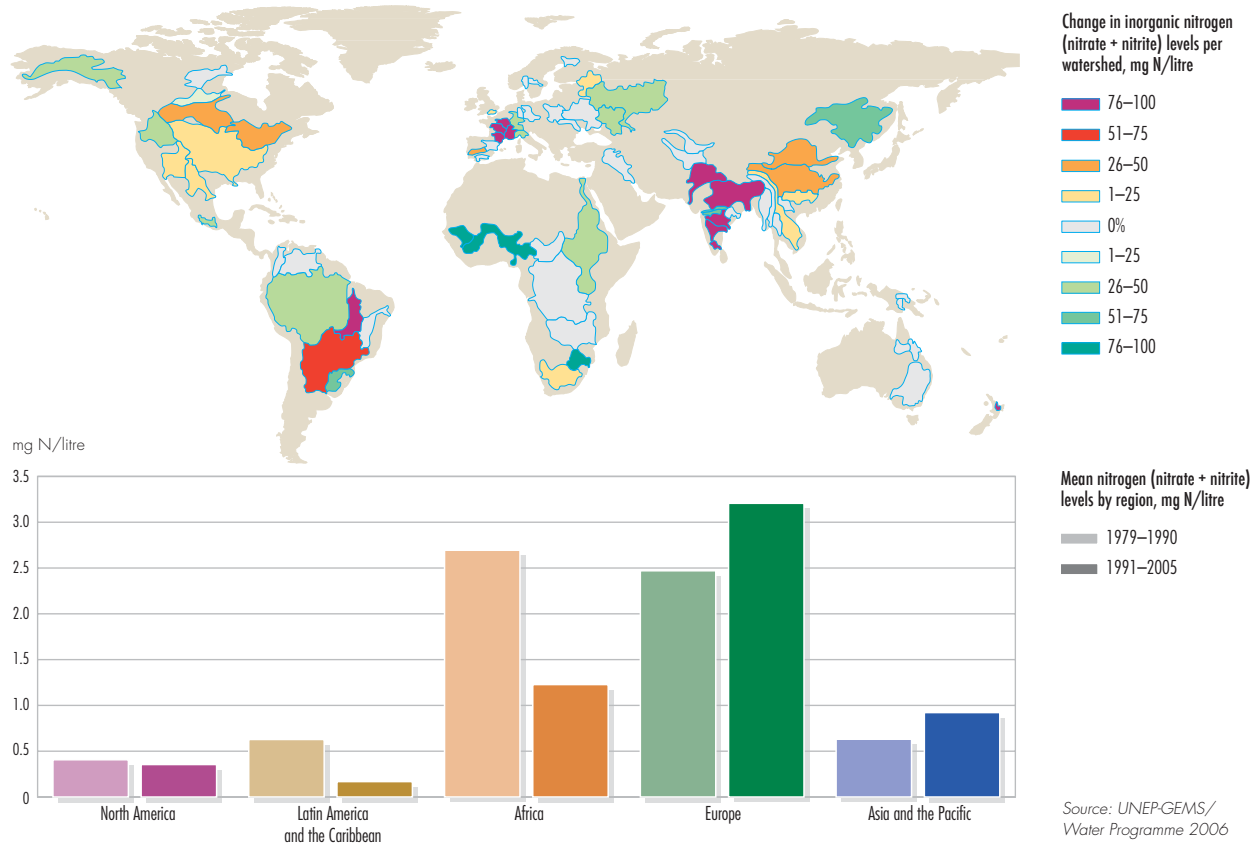 Change in inorganic nitrogen
(nitrate + nitrite) levels per
watershed, mg N/litre
76–100
51–75
26–50
1–25
0%
1–25
26–50
51–75
76–100
mg N/litre
3.5
3.0
2.5
2.0
1.5
1.0
0.5
0
North America
Latin America
and the Caribbean
Africa
Europe
Asia and the Pacific
Mean nitrogen (nitrate + nitrite)
levels by region, mg N/litre
1979–1990
1991–2005
Source: UNEP-GEMS/
Water Programme 2006